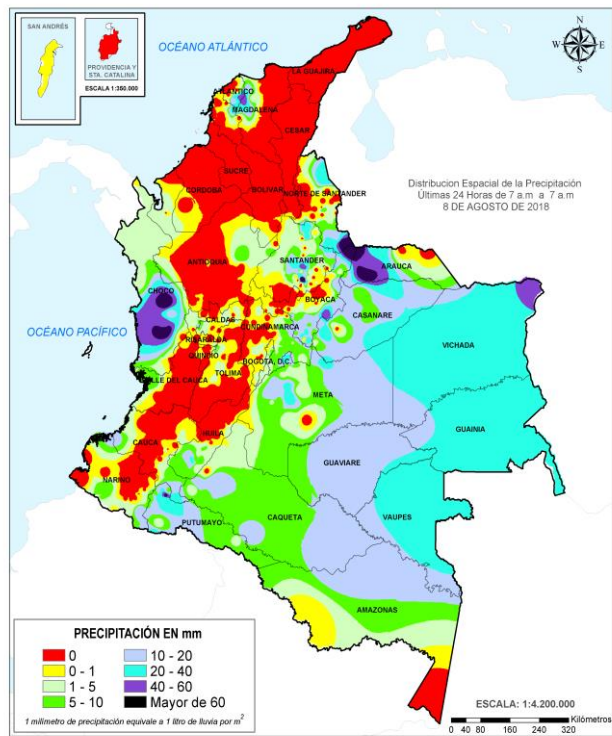 SAN ANDRÉS
PROVIDENCIA Y
STA. CATALINA
ESCALA 1:350.000
OCÉANO ATLÁNTICO
N
W E
S
LA GUAJIRA
ATLANTICO
MAGDALENA
CESAR
SUCRE
CORDOBA
BOLIVAR
NORTE DE SANTANDER
Distribucion Espacial de la Precipitación
Últimas 24 Horas de 7 a.m a 7 a.m
8 DE AGOSTO DE 2018
ANTIOQUIA
SANTANDER
ARAUCA
CHOCO
BOYACA
CASANARE
OCÉANO PACÍFICO
CALDAS
CUNDINAMARCA
RISARALDA
VICHADA
QUINDIO
BOGOTA, D.C.
TOLIMA
VALLE DEL CAUCA
META
GUAINIA
CAUCA
HUILA
GUAVIARE
NARIÑO
VAUPES
PUTUMAYO
CAQUETA
AMAZONAS
PRECIPITACIÓN EN mm
0
0 - 1
1 - 5
5 - 10
10 - 20
20 - 40
40 - 60
Mayor de 60
1 milimetro de precipitación equivale a 1 litro de lluvia por m²
ESCALA: 1:4.200.000
Kilómetros
0 40 80 160 240 320